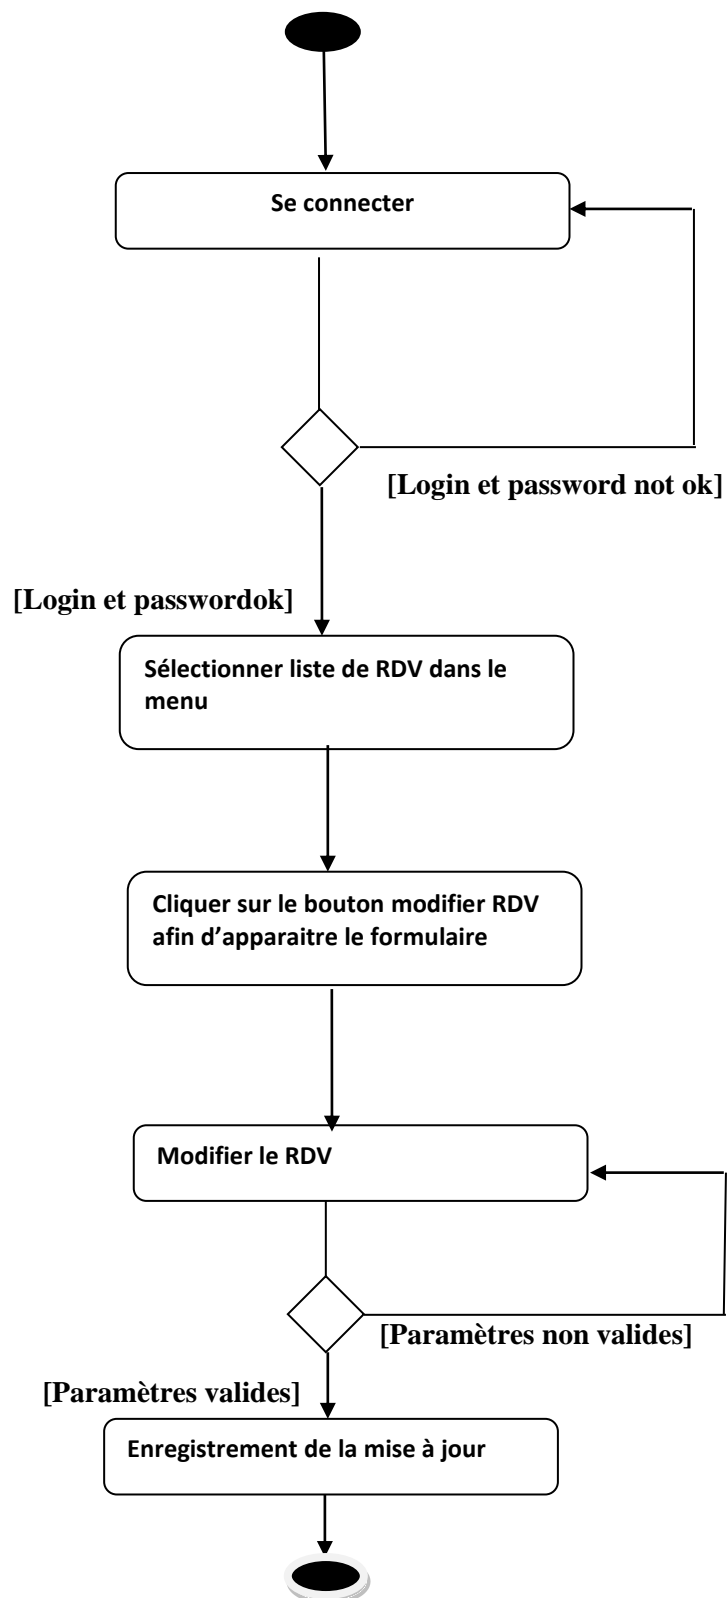 Se connecter
[Login et password not ok]
[Login et passwordok]
Sélectionner liste de RDV dans le
menu
Cliquer sur le bouton modifier RDV
afin d’apparaitre le formulaire
Modifier le RDV
[Paramètres non valides]
[Paramètres valides]
Enregistrement de la mise à jour